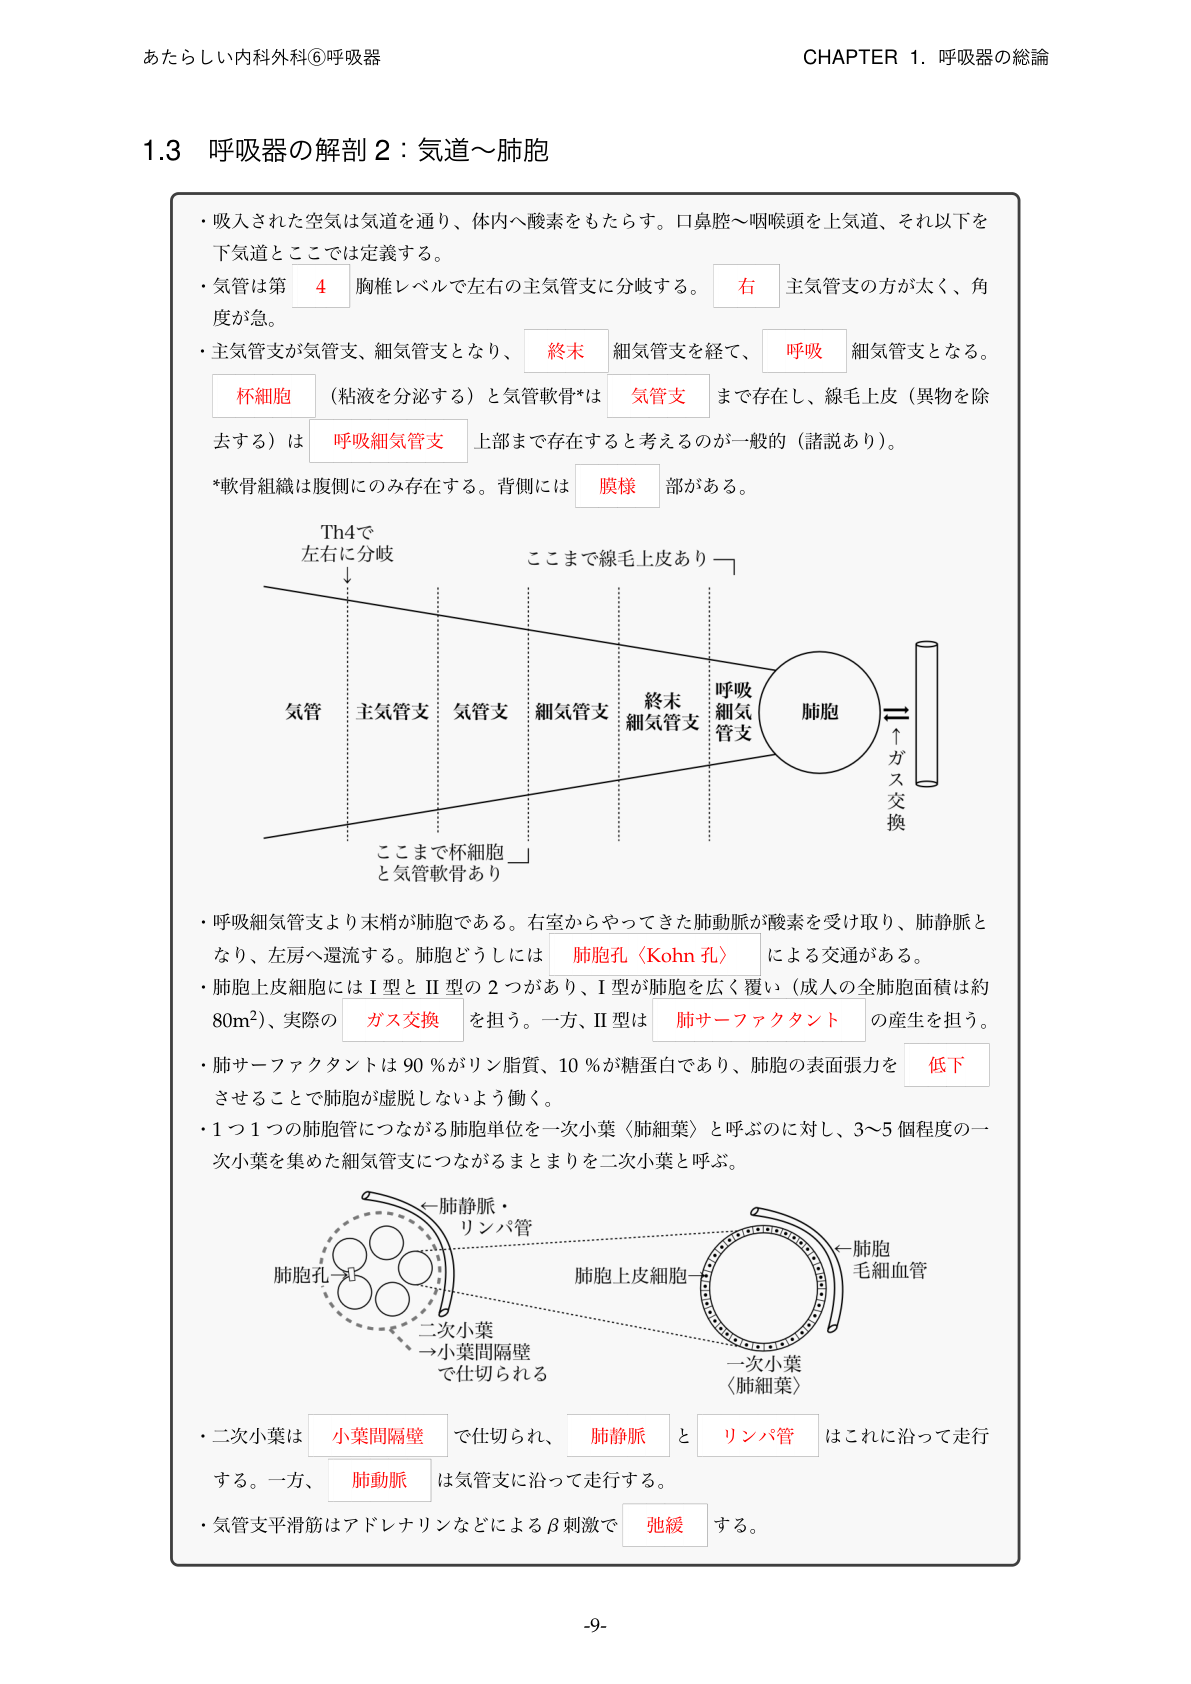 あたらしい内科外科⑥呼吸器
CHAPTER 1. 呼吸器の総論
1.3 呼吸器の解剖 2：気道〜肺胞
・吸入された空気は気道を通り、体内へ酸素をもたらす。口鼻腔〜咽喉頭を上気道、それ以下を
下気道とここでは定義する。
・気管は第 4 胸椎レベルで左右の主気管支に分岐する。 右 主気管支の方が太く、角
度が急。
・主気管支が気管支、細気管支となり、 終末 細気管支を経て、 呼吸 細気管支となる。
杯細胞 （粘液を分泌する）と気管軟骨*は 気管支 まで存在し、線毛上皮（異物を除
去する）は 呼吸細気管支 上部まで存在すると考えるのが一般的（諸説あり）。
*軟骨組織は腹側にのみ存在する。背側には 膜様 部がある。
Th4で
左右に分岐
↓
ここまで線毛上皮あり
気管
主気管支
気管支
細気管支
終末
細気管支
呼吸
細気
管支
肺胞
⇄
↑
ガ
ス
交
換
ここまで杯細胞
と気管軟骨あり
・呼吸細気管支より末梢が肺胞である。右室からやってきた肺動脈が酸素を受け取り、肺静脈と
なり、左房へ還流する。肺胞どうしには 肺胞孔〈Kohn 孔〉 による交通がある。
・肺胞上皮細胞には I 型と II 型の 2 つがあり、I 型が肺胞を広く覆い（成人の全肺胞面積は約
80m²）、実際の ガス交換 を担う。一方、II 型は 肺サーファクタント の産生を担う。
・肺サーファクタントは 90 %がリン脂質、10 %が糖蛋白であり、肺胞の表面張力を 低下
させることで肺胞が虚脱しないよう働く。
・1 つ 1 つの肺胞管につながる肺胞単位を一次小葉〈肺細葉〉と呼ぶのに対し、3〜5 個程度の一
次小葉を集めた細気管支につながるまとまりを二次小葉と呼ぶ。
←肺静脈・
リンパ管
肺胞孔→
二次小葉
→小葉間隔壁
で仕切られる
肺胞上皮細胞→
←肺胞
毛細血管
一次小葉
〈肺細葉〉
・二次小葉は 小葉間隔壁 で仕切られ、 肺静脈 と リンパ管 はこれに沿って走行
する。一方、 肺動脈 は気管支に沿って走行する。
・気管支平滑筋はアドレナリンなどによる β 刺激で 弛緩 する。
-9-